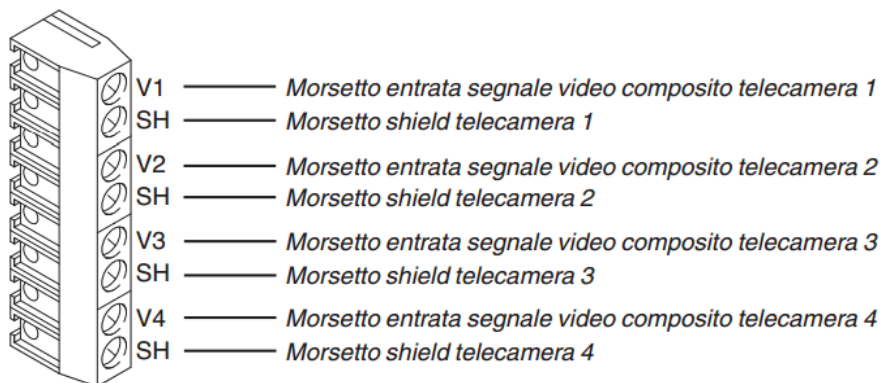 V1 Morsetto entrata segnale video composito telecamera 1
SH Morsetto shield telecamera 1
V2 Morsetto entrata segnale video composito telecamera 2
SH Morsetto shield telecamera 2
V3 Morsetto entrata segnale video composito telecamera 3
SH Morsetto shield telecamera 3
V4 Morsetto entrata segnale video composito telecamera 4
SH Morsetto shield telecamera 4